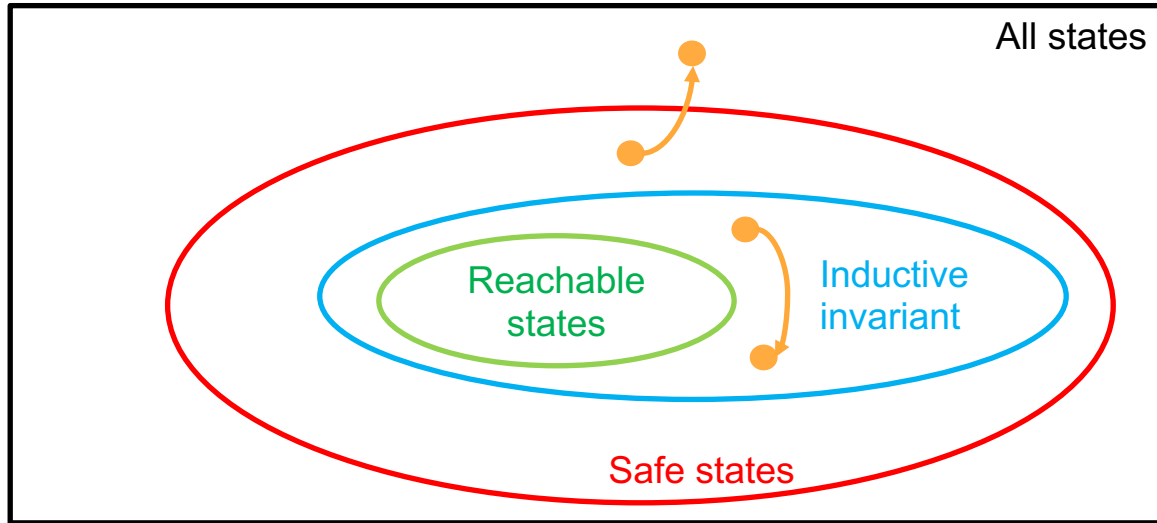 All states
Reachable
states
Inductive
invariant
Safe states